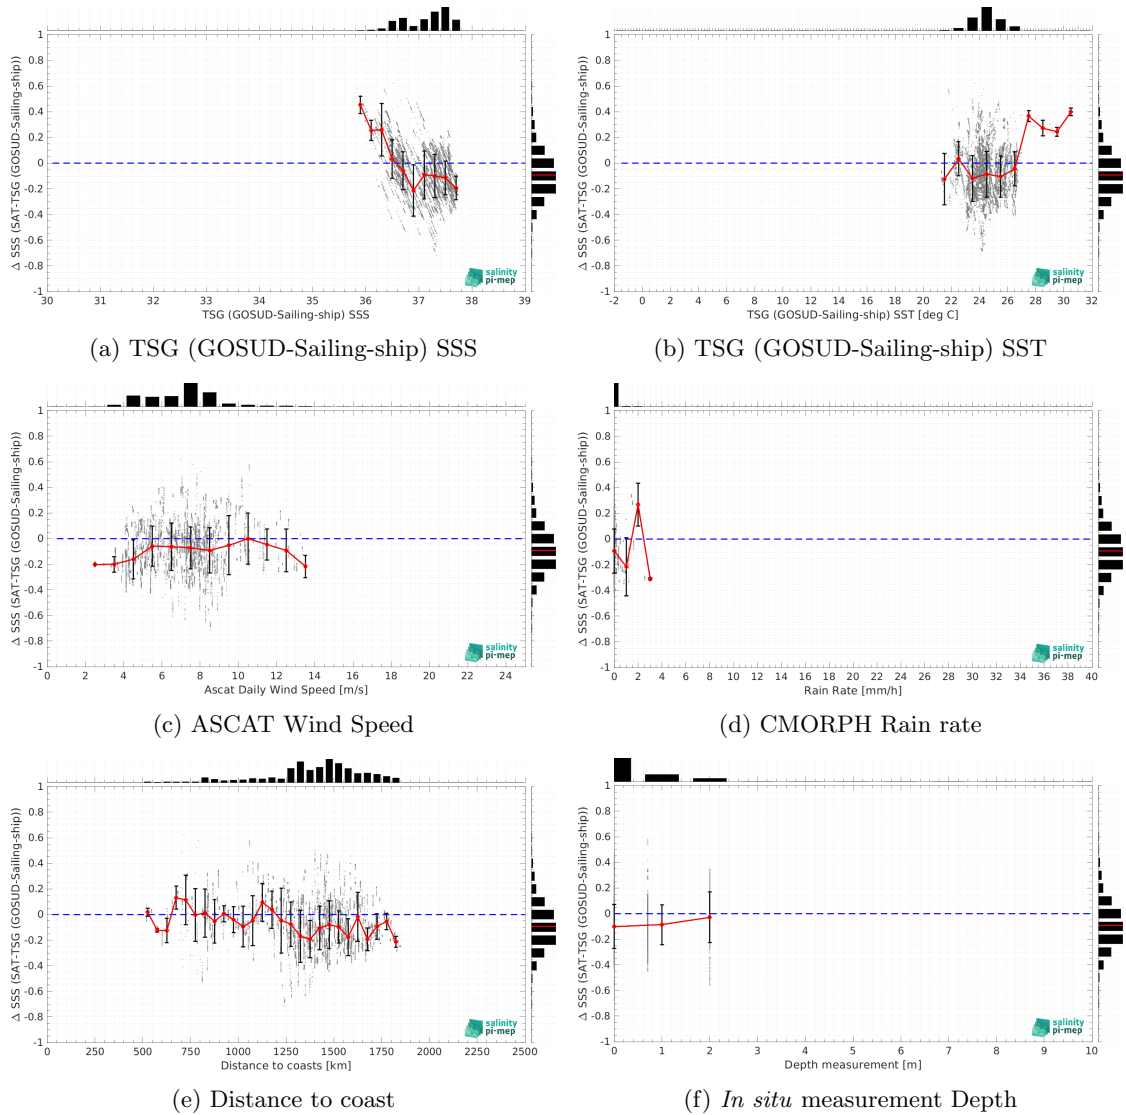 Δ SSS (SAT-TSG (GOSUD-Sailing-ship))
1
0.8
0.6
0.4
0.2
0
-0.2
-0.4
-0.6
-0.8
-1
30 31 32 33 34 35 36 37 38 39
TSG (GOSUD-Sailing-ship) SSS
salinity
pi-mep
(a) TSG (GOSUD-Sailing-ship) SSS
Δ SSS (SAT-TSG (GOSUD-Sailing-ship))
1
0.8
0.6
0.4
0.2
0
-0.2
-0.4
-0.6
-0.8
-1
-2 0 2 4 6 8 10 12 14 16 18 20 22 24 26 28 30 32
TSG (GOSUD-Sailing-ship) SST [deg C]
salinity
pi-mep
(b) TSG (GOSUD-Sailing-ship) SST
Δ SSS (SAT-TSG (GOSUD-Sailing-ship))
1
0.8
0.6
0.4
0.2
0
-0.2
-0.4
-0.6
-0.8
-1
0 2 4 6 8 10 12 14 16 18 20 22 24
Ascat Daily Wind Speed [m/s]
salinity
pi-mep
(c) ASCAT Wind Speed
Δ SSS (SAT-TSG (GOSUD-Sailing-ship))
1
0.8
0.6
0.4
0.2
0
-0.2
-0.4
-0.6
-0.8
-1
0 2 4 6 8 10 12 14 16 18 20 22 24 26 28 30 32 34 36 38 40
Rain Rate [mm/h]
salinity
pi-mep
(d) CMORPH Rain rate
Δ SSS (SAT-TSG (GOSUD-Sailing-ship))
1
0.8
0.6
0.4
0.2
0
-0.2
-0.4
-0.6
-0.8
-1
0 250 500 750 1000 1250 1500 1750 2000 2250 2500
Distance to coasts [km]
salinity
pi-mep
(e) Distance to coast
Δ SSS (SAT-TSG (GOSUD-Sailing-ship))
1
0.8
0.6
0.4
0.2
0
-0.2
-0.4
-0.6
-0.8
-1
0 1 2 3 4 5 6 7 8 9 10
Depth measurement [m]
salinity
pi-mep
(f) In situ measurement Depth